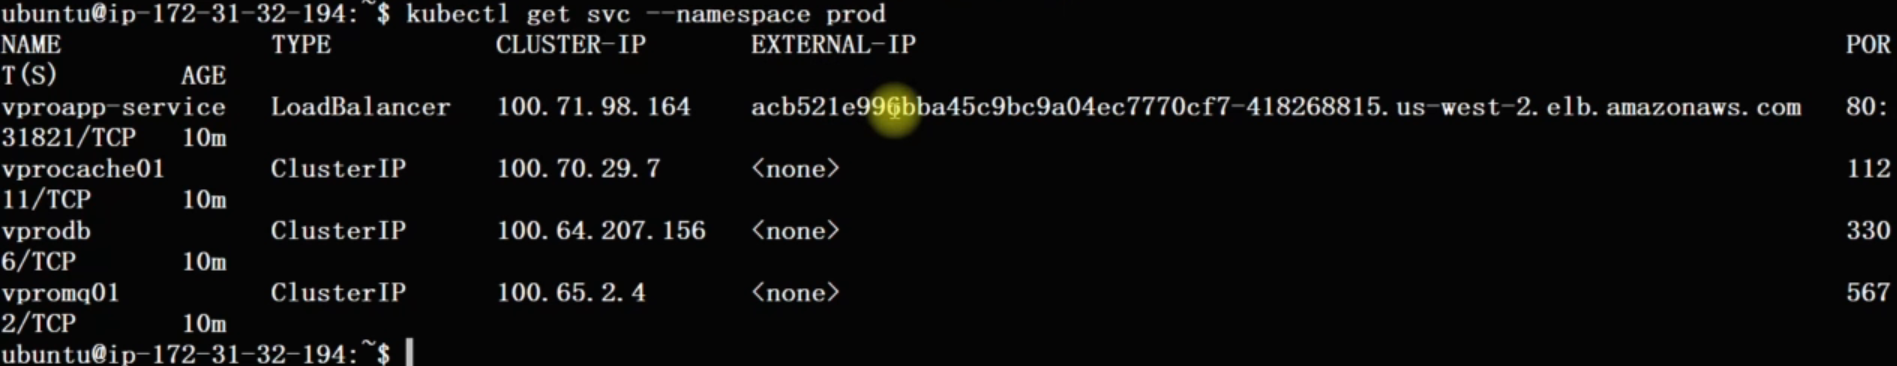 ubuntu@ip-172-31-32-194:~$ kubectl get svc --namespace prod
NAME TYPE CLUSTER-IP EXTERNAL-IP POR
T(S) AGE
vproapp-service LoadBalancer 100.71.98.164 acb521e996bba45c9bc9a04ec7770cf7-418268815.us-west-2.elb.amazonaws.com 80:
31821/TCP 10m
vprocache01 ClusterIP 100.70.29.7 <none> 112
11/TCP 10m
vprodb ClusterIP 100.64.207.156 <none> 330
6/TCP 10m
vpromq01 ClusterIP 100.65.2.4 <none> 567
2/TCP 10m
ubuntu@ip-172-31-32-194:~$